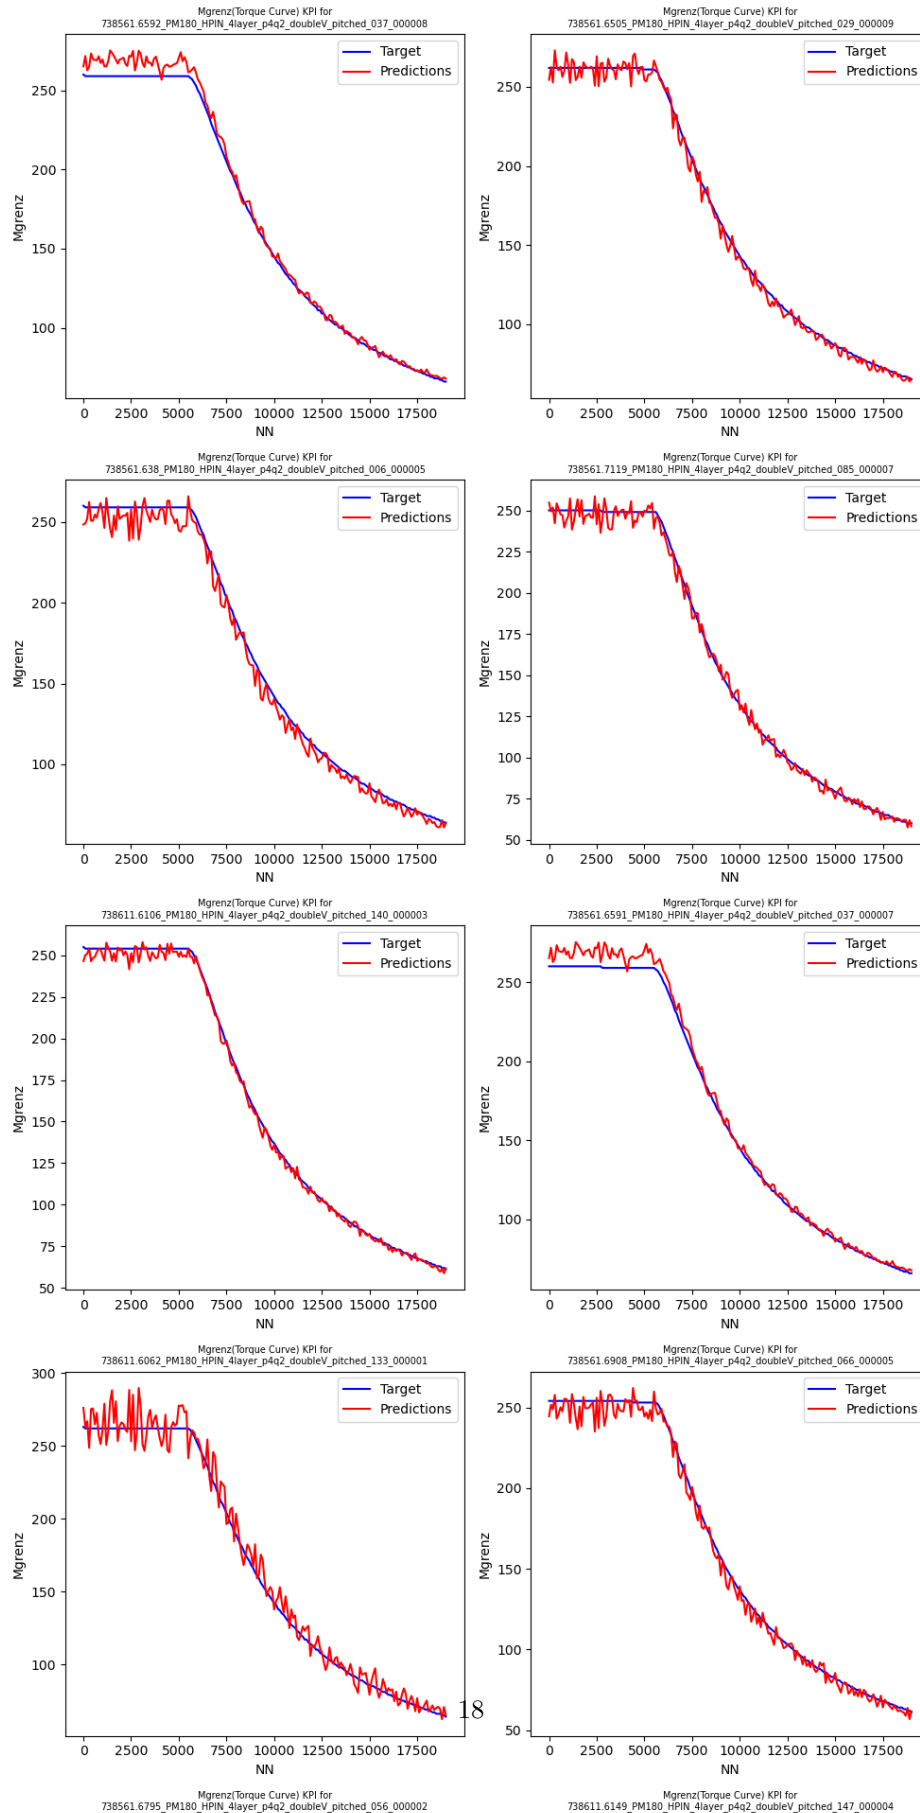 Mgrenz(Torque Curve) KPI for
738561.6592_PM180_HPIN_4layer_p4q2_doubleV_pitched_037_000008
Target
Predictions
250
200
150
100
Mgrenz
0 2500 5000 7500 10000 12500 15000 17500
NN
Mgrenz(Torque Curve) KPI for
738561.6505_PM180_HPIN_4layer_p4q2_doubleV_pitched_029_000009
Target
Predictions
250
200
150
100
Mgrenz
0 2500 5000 7500 10000 12500 15000 17500
NN
Mgrenz(Torque Curve) KPI for
738561.638_PM180_HPIN_4layer_p4q2_doubleV_pitched_006_000005
Target
Predictions
250
200
150
100
Mgrenz
0 2500 5000 7500 10000 12500 15000 17500
NN
Mgrenz(Torque Curve) KPI for
738561.7119_PM180_HPIN_4layer_p4q2_doubleV_pitched_085_000007
Target
Predictions
250
225
200
175
150
125
100
75
50
Mgrenz
0 2500 5000 7500 10000 12500 15000 17500
NN
Mgrenz(Torque Curve) KPI for
738611.6106_PM180_HPIN_4layer_p4q2_doubleV_pitched_140_000003
Target
Predictions
250
225
200
175
150
125
100
75
50
Mgrenz
0 2500 5000 7500 10000 12500 15000 17500
NN
Mgrenz(Torque Curve) KPI for
738561.6591_PM180_HPIN_4layer_p4q2_doubleV_pitched_037_000007
Target
Predictions
250
200
150
100
Mgrenz
0 2500 5000 7500 10000 12500 15000 17500
NN
Mgrenz(Torque Curve) KPI for
738611.6062_PM180_HPIN_4layer_p4q2_doubleV_pitched_133_000001
Target
Predictions
300
250
200
150
100
Mgrenz
0 2500 5000 7500 10000 12500 15000 17500
NN
Mgrenz(Torque Curve) KPI for
738561.6908_PM180_HPIN_4layer_p4q2_doubleV_pitched_066_000005
Target
Predictions
250
200
150
100
50
Mgrenz
0 2500 5000 7500 10000 12500 15000 17500
NN
18
Mgrenz(Torque Curve) KPI for
738561.6795_PM180_HPIN_4layer_p4q2_doubleV_pitched_056_000002
Mgrenz(Torque Curve) KPI for
738611.6149_PM180_HPIN_4layer_p4q2_doubleV_pitched_147_000004